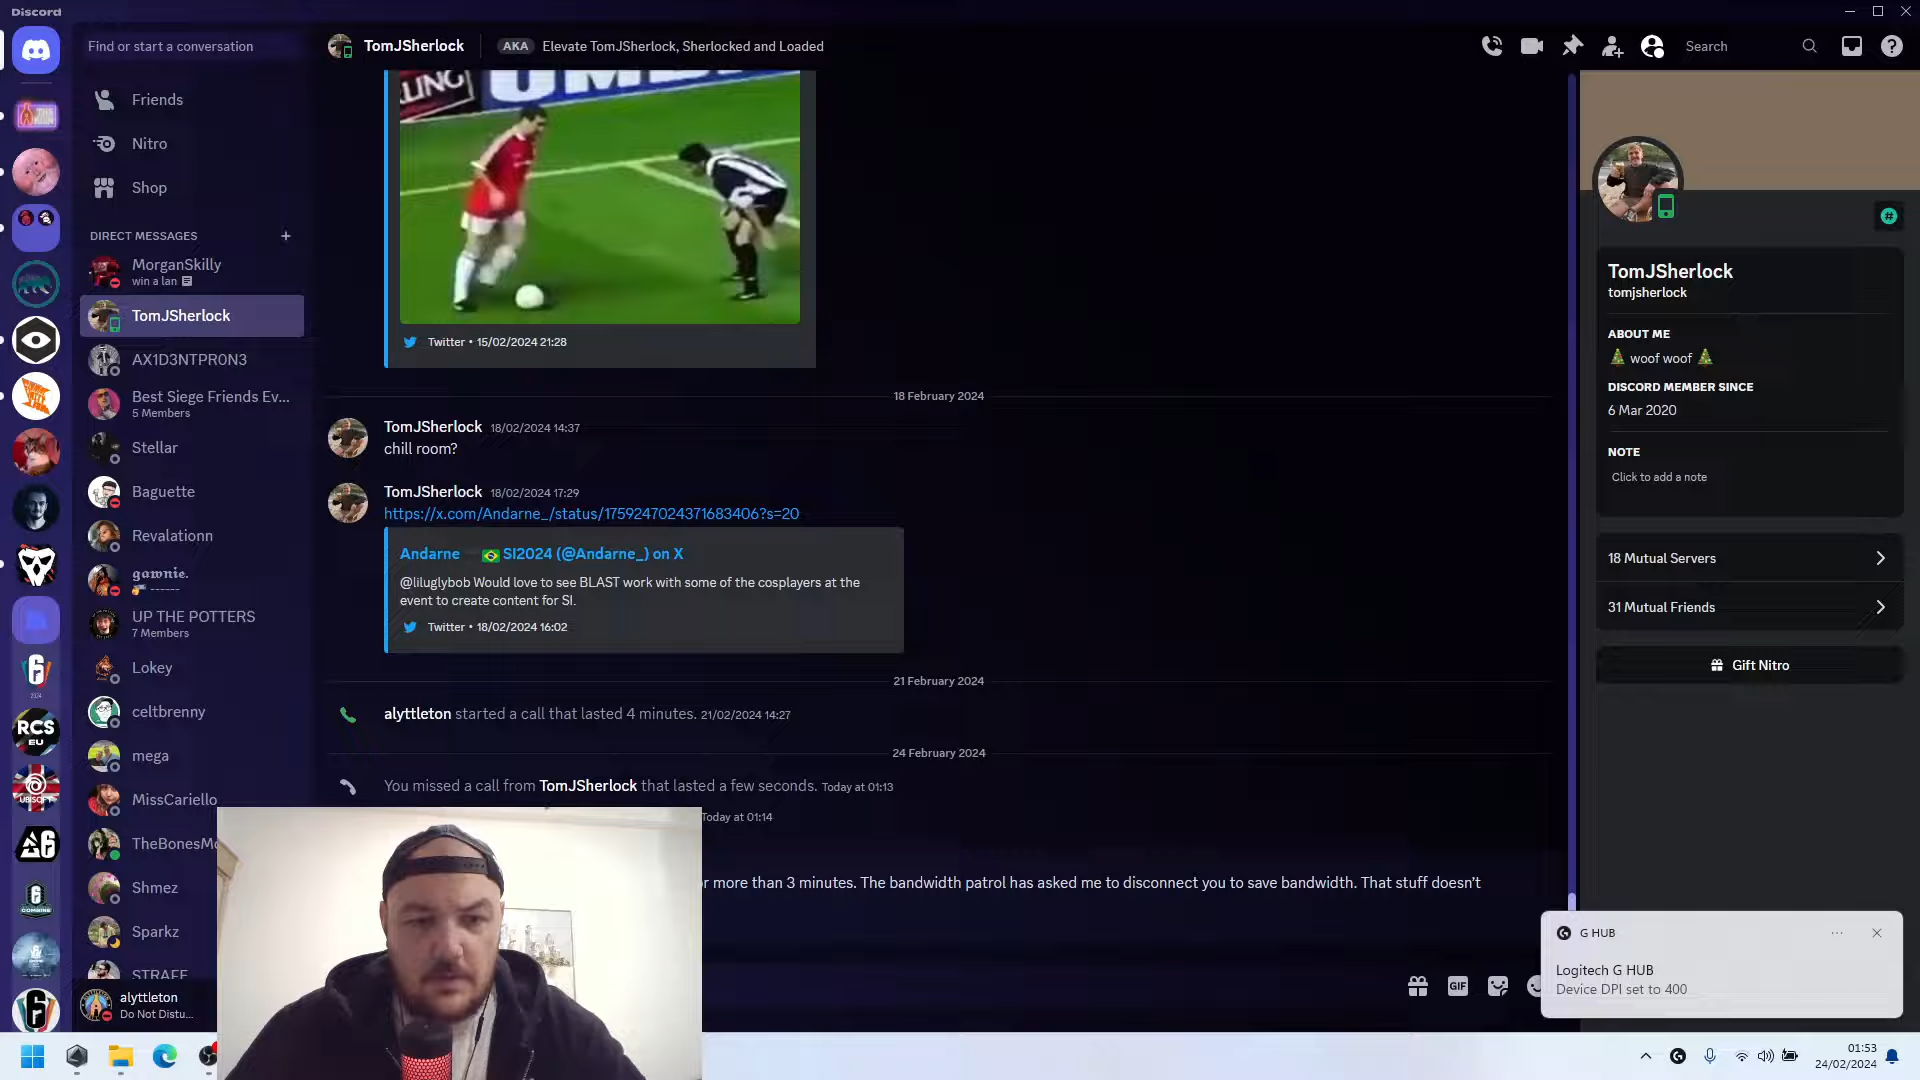 Discord
Find or start a conversation
TomJSherlock
AKA Elevate TomJSherlock, Sherlocked and Loaded
Search
Friends
Nitro
Shop
DIRECT MESSAGES
MorganSkilly
win a lan
TomJSherlock
AX1D3NTPR0N3
Best Siege Friends Ev...
5 Members
Stellar
Baguette
Revalationn
𝖌𝖆𝖜𝖓𝖎𝖊.
------
UP THE POTTERS
7 Members
Lokey
celtbrenny
mega
MissCariello
TheBonesMo
Shmez
Sparkz
STRAFE
alyttleton
Do Not Distu...
RCS
EU
UBISOFT
LING
Twitter • 15/02/2024 21:28
18 February 2024
TomJSherlock 18/02/2024 14:37
chill room?
TomJSherlock 18/02/2024 17:29
https://x.com/Andarne_/status/1759247024371683406?s=20
Andarne 🇧🇷 SI2024 (@Andarne_) on X
@liluglybob Would love to see BLAST work with some of the cosplayers at the
event to create content for SI.
Twitter • 18/02/2024 16:02
21 February 2024
alyttleton started a call that lasted 4 minutes. 21/02/2024 14:27
24 February 2024
You missed a call from TomJSherlock that lasted a few seconds. Today at 01:13
Today at 01:14
or more than 3 minutes. The bandwidth patrol has asked me to disconnect you to save bandwidth. That stuff doesn't
GIF
TomJSherlock
tomjsherlock
ABOUT ME
🎄 woof woof 🎄
DISCORD MEMBER SINCE
6 Mar 2020
NOTE
Click to add a note
18 Mutual Servers
31 Mutual Friends
Gift Nitro
G HUB
Logitech G HUB
Device DPI set to 400
01:53
24/02/2024